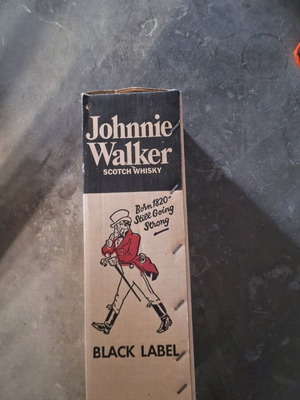 Johnnie
Walker
SCOTCH WHISKY
Born 1820-
Still Going
Strong
BLACK LABEL